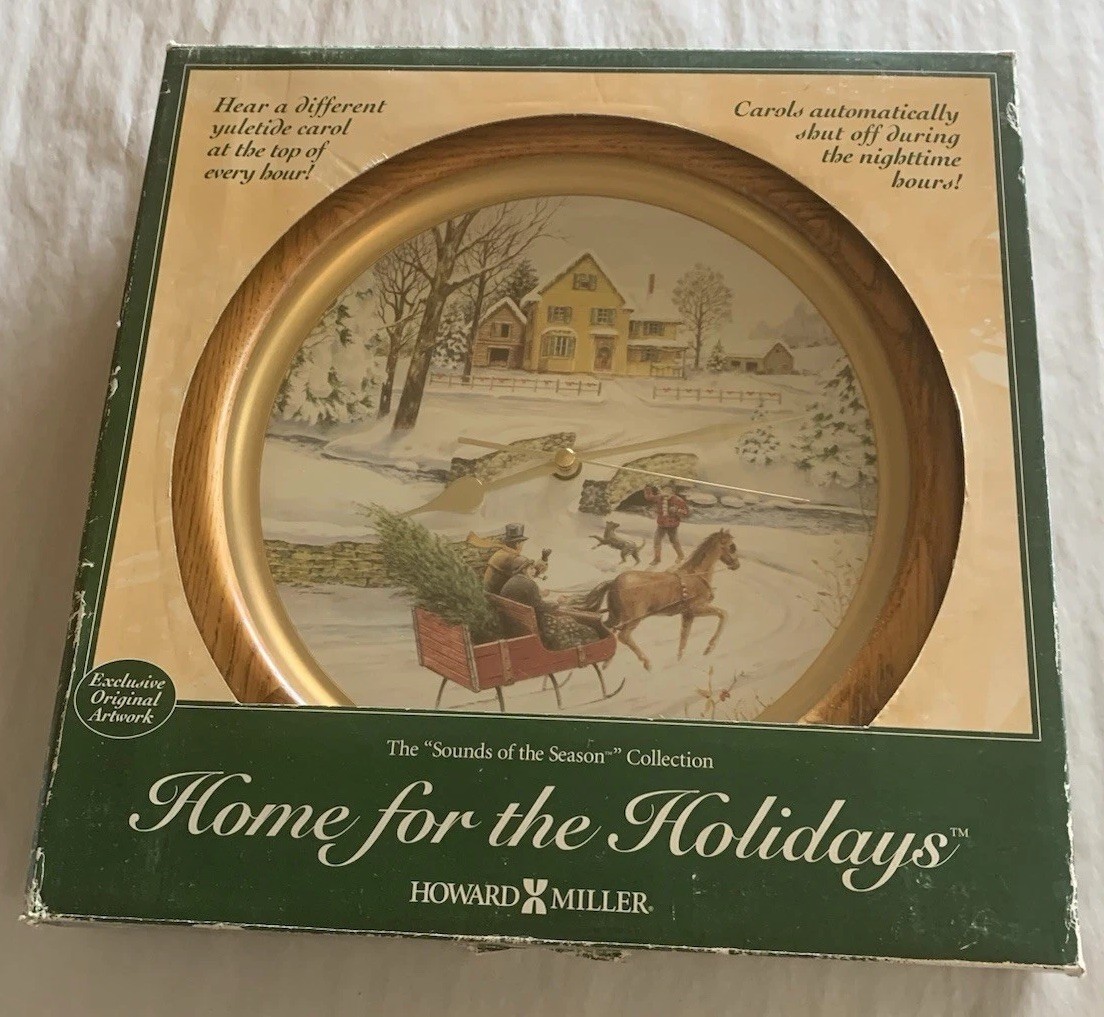 Hear a different
yuletide carol
at the top of
every hour!
Carols automatically
shut off during
the nighttime
hours!
Exclusive
Original
Artwork
The "Sounds of the Season™" Collection
Home for the Holidays™
HOWARD MILLER®